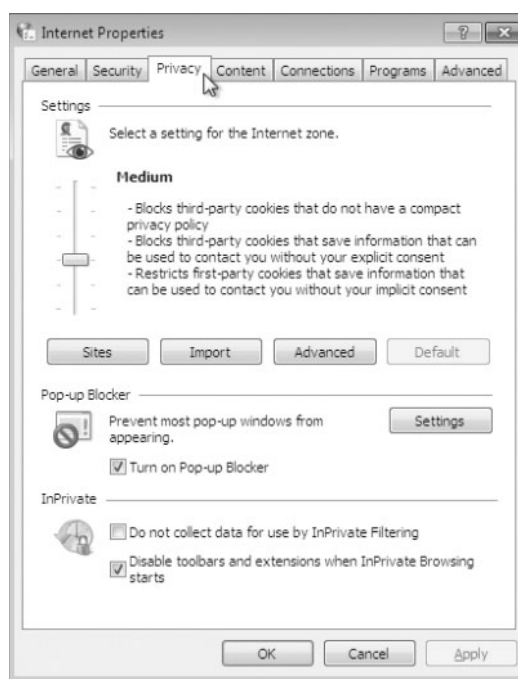 Internet Properties
General Security Privacy Content Connections Programs Advanced
Settings
Select a setting for the Internet zone.
Medium
- Blocks third-party cookies that do not have a compact
privacy policy
- Blocks third-party cookies that save information that can
be used to contact you without your explicit consent
- Restricts first-party cookies that save information that
can be used to contact you without your implicit consent
Sites Import Advanced Default
Pop-up Blocker
Prevent most pop-up windows from
appearing.
Settings
Turn on Pop-up Blocker
InPrivate
Do not collect data for use by InPrivate Filtering
Disable toolbars and extensions when InPrivate Browsing
starts
OK Cancel Apply